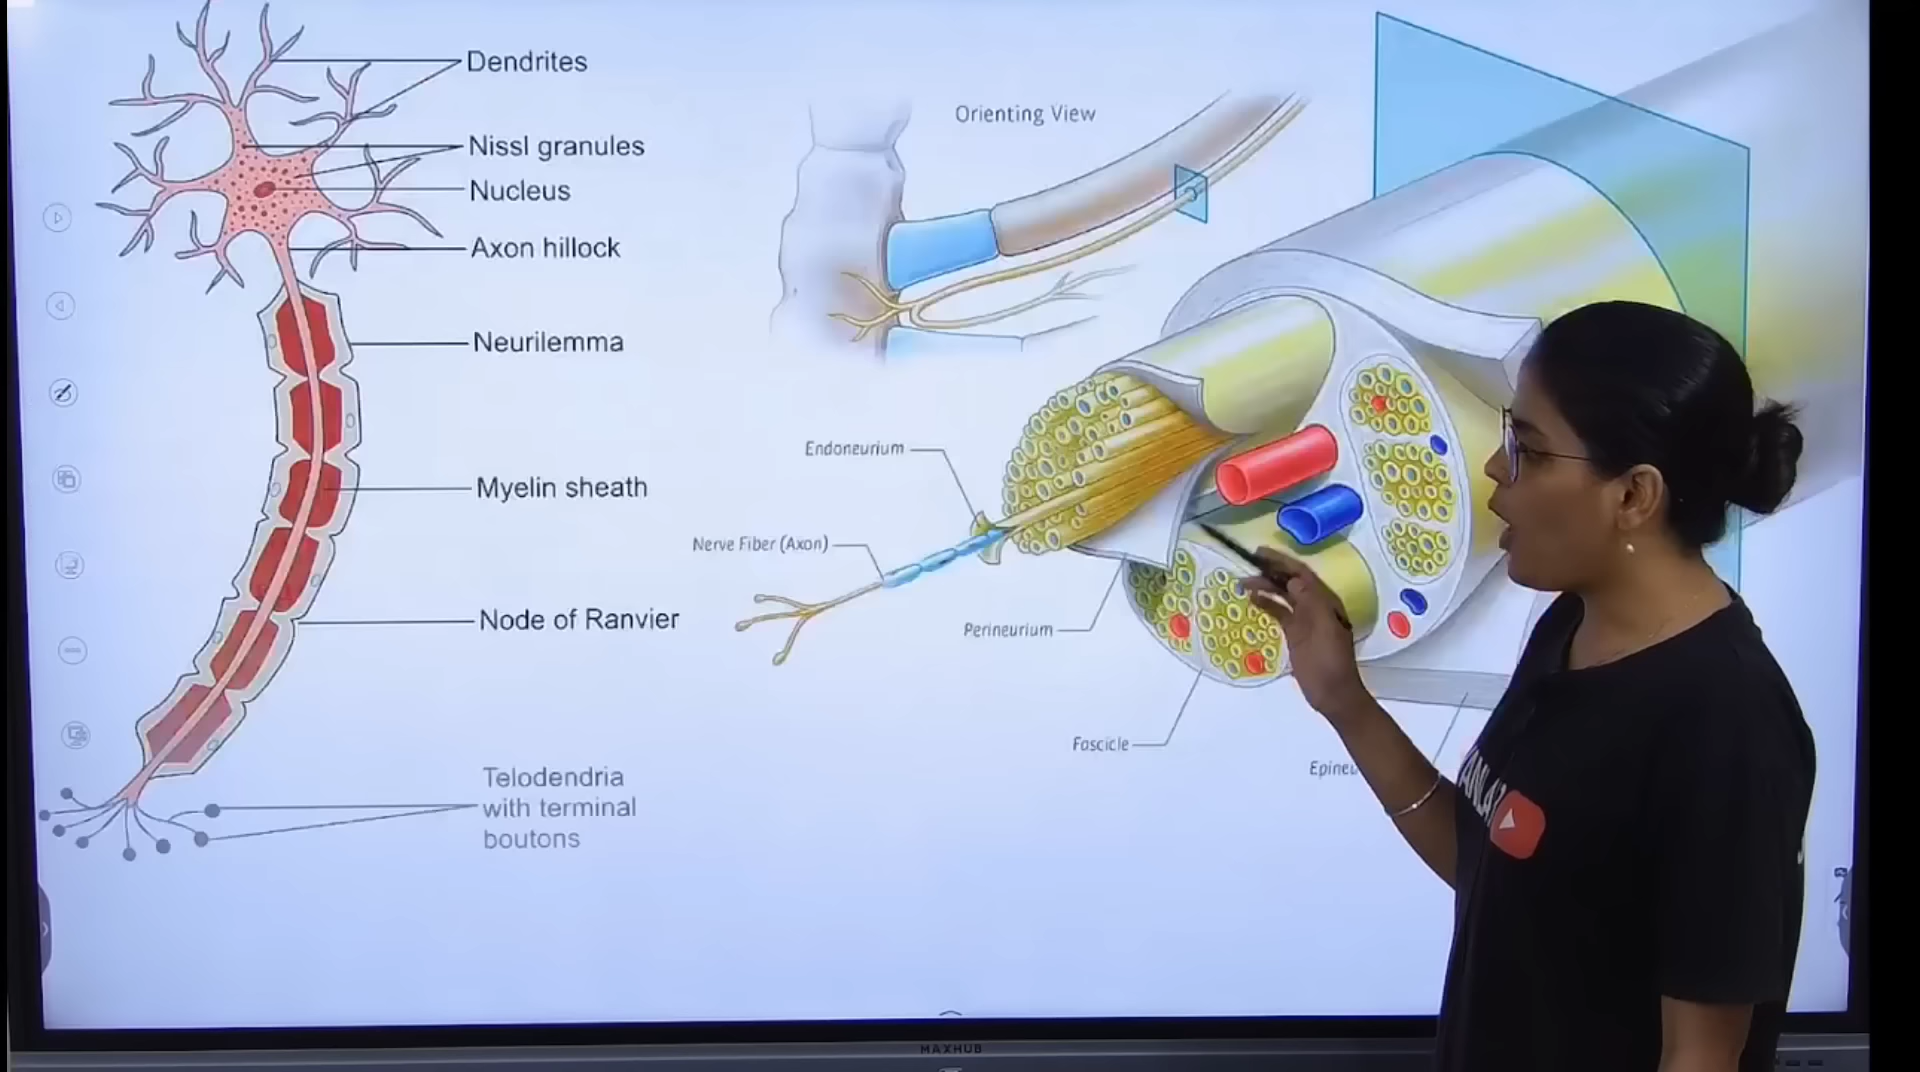 Dendrites
Nissl granules
Nucleus
Axon hillock
Neurilemma
Myelin sheath
Node of Ranvier
Telodendria
with terminal
boutons
Orienting View
Endoneurium
Nerve Fiber (Axon)
Perineurium
Fascicle
MAXHUB